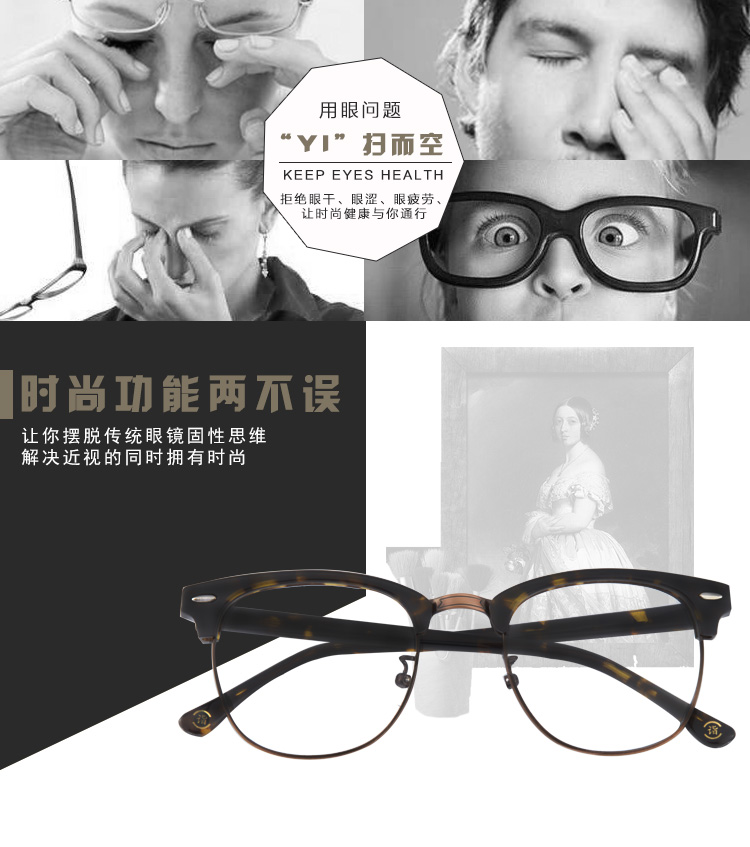 用眼问题
“YI”扫而空
KEEP EYES HEALTH
拒绝眼干、眼涩、眼疲劳、
让时尚健康与你通行
时尚功能两不误
让你摆脱传统眼镜固性思维
解决近视的同时拥有时尚